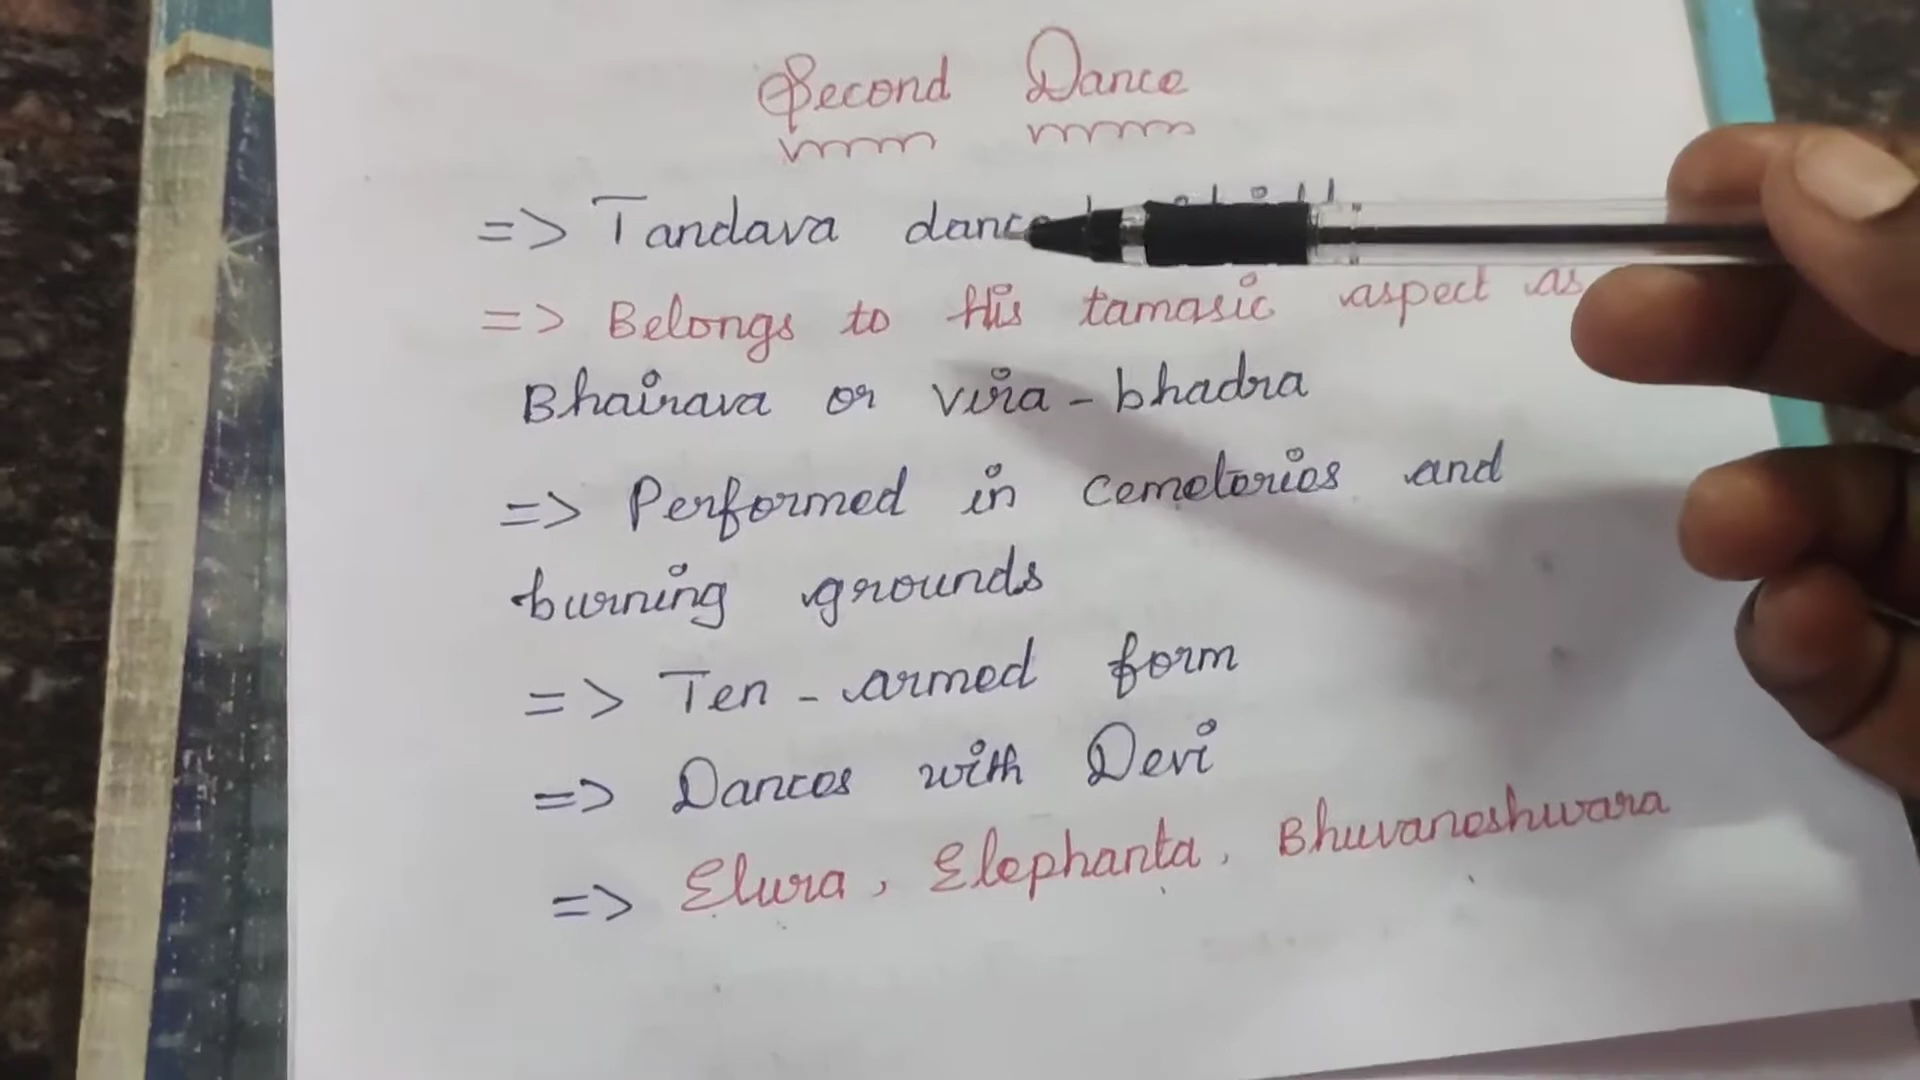 Second Dance
=> Tandava dance
=> Belongs to His tamasic aspect as
Bhairava or Vira - bhadra
=> Performed in cemeteries and
burning grounds
=> Ten - armed form
=> Dances with Devi
=> Elura, Elephanta, Bhuvaneshwara